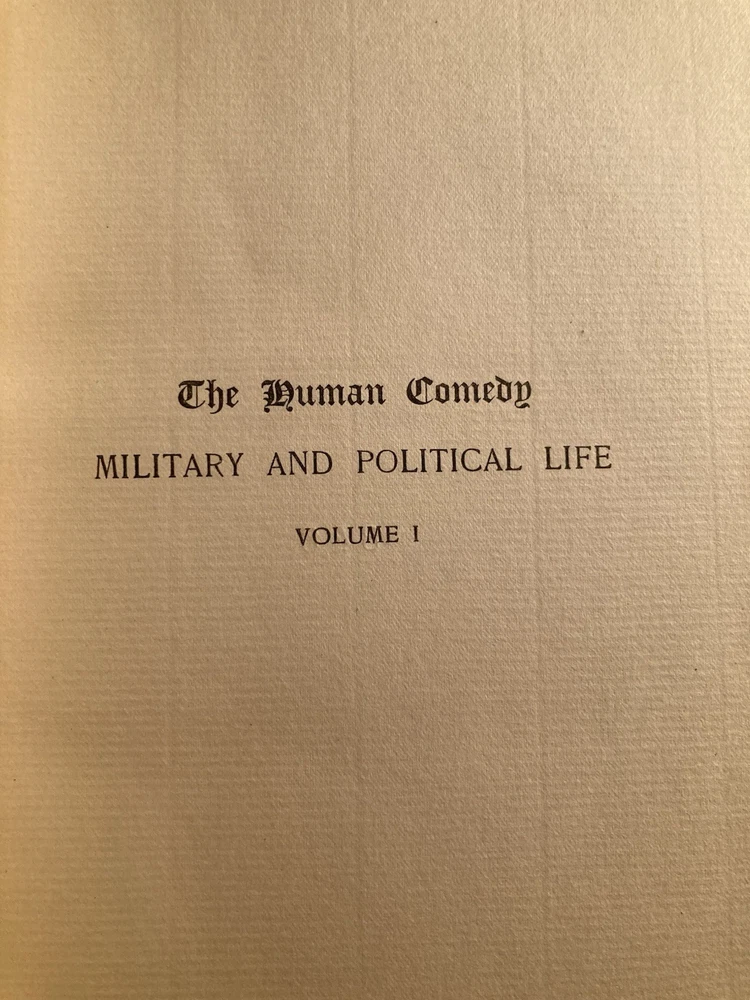 The Human Comedy
MILITARY AND POLITICAL LIFE
VOLUME I